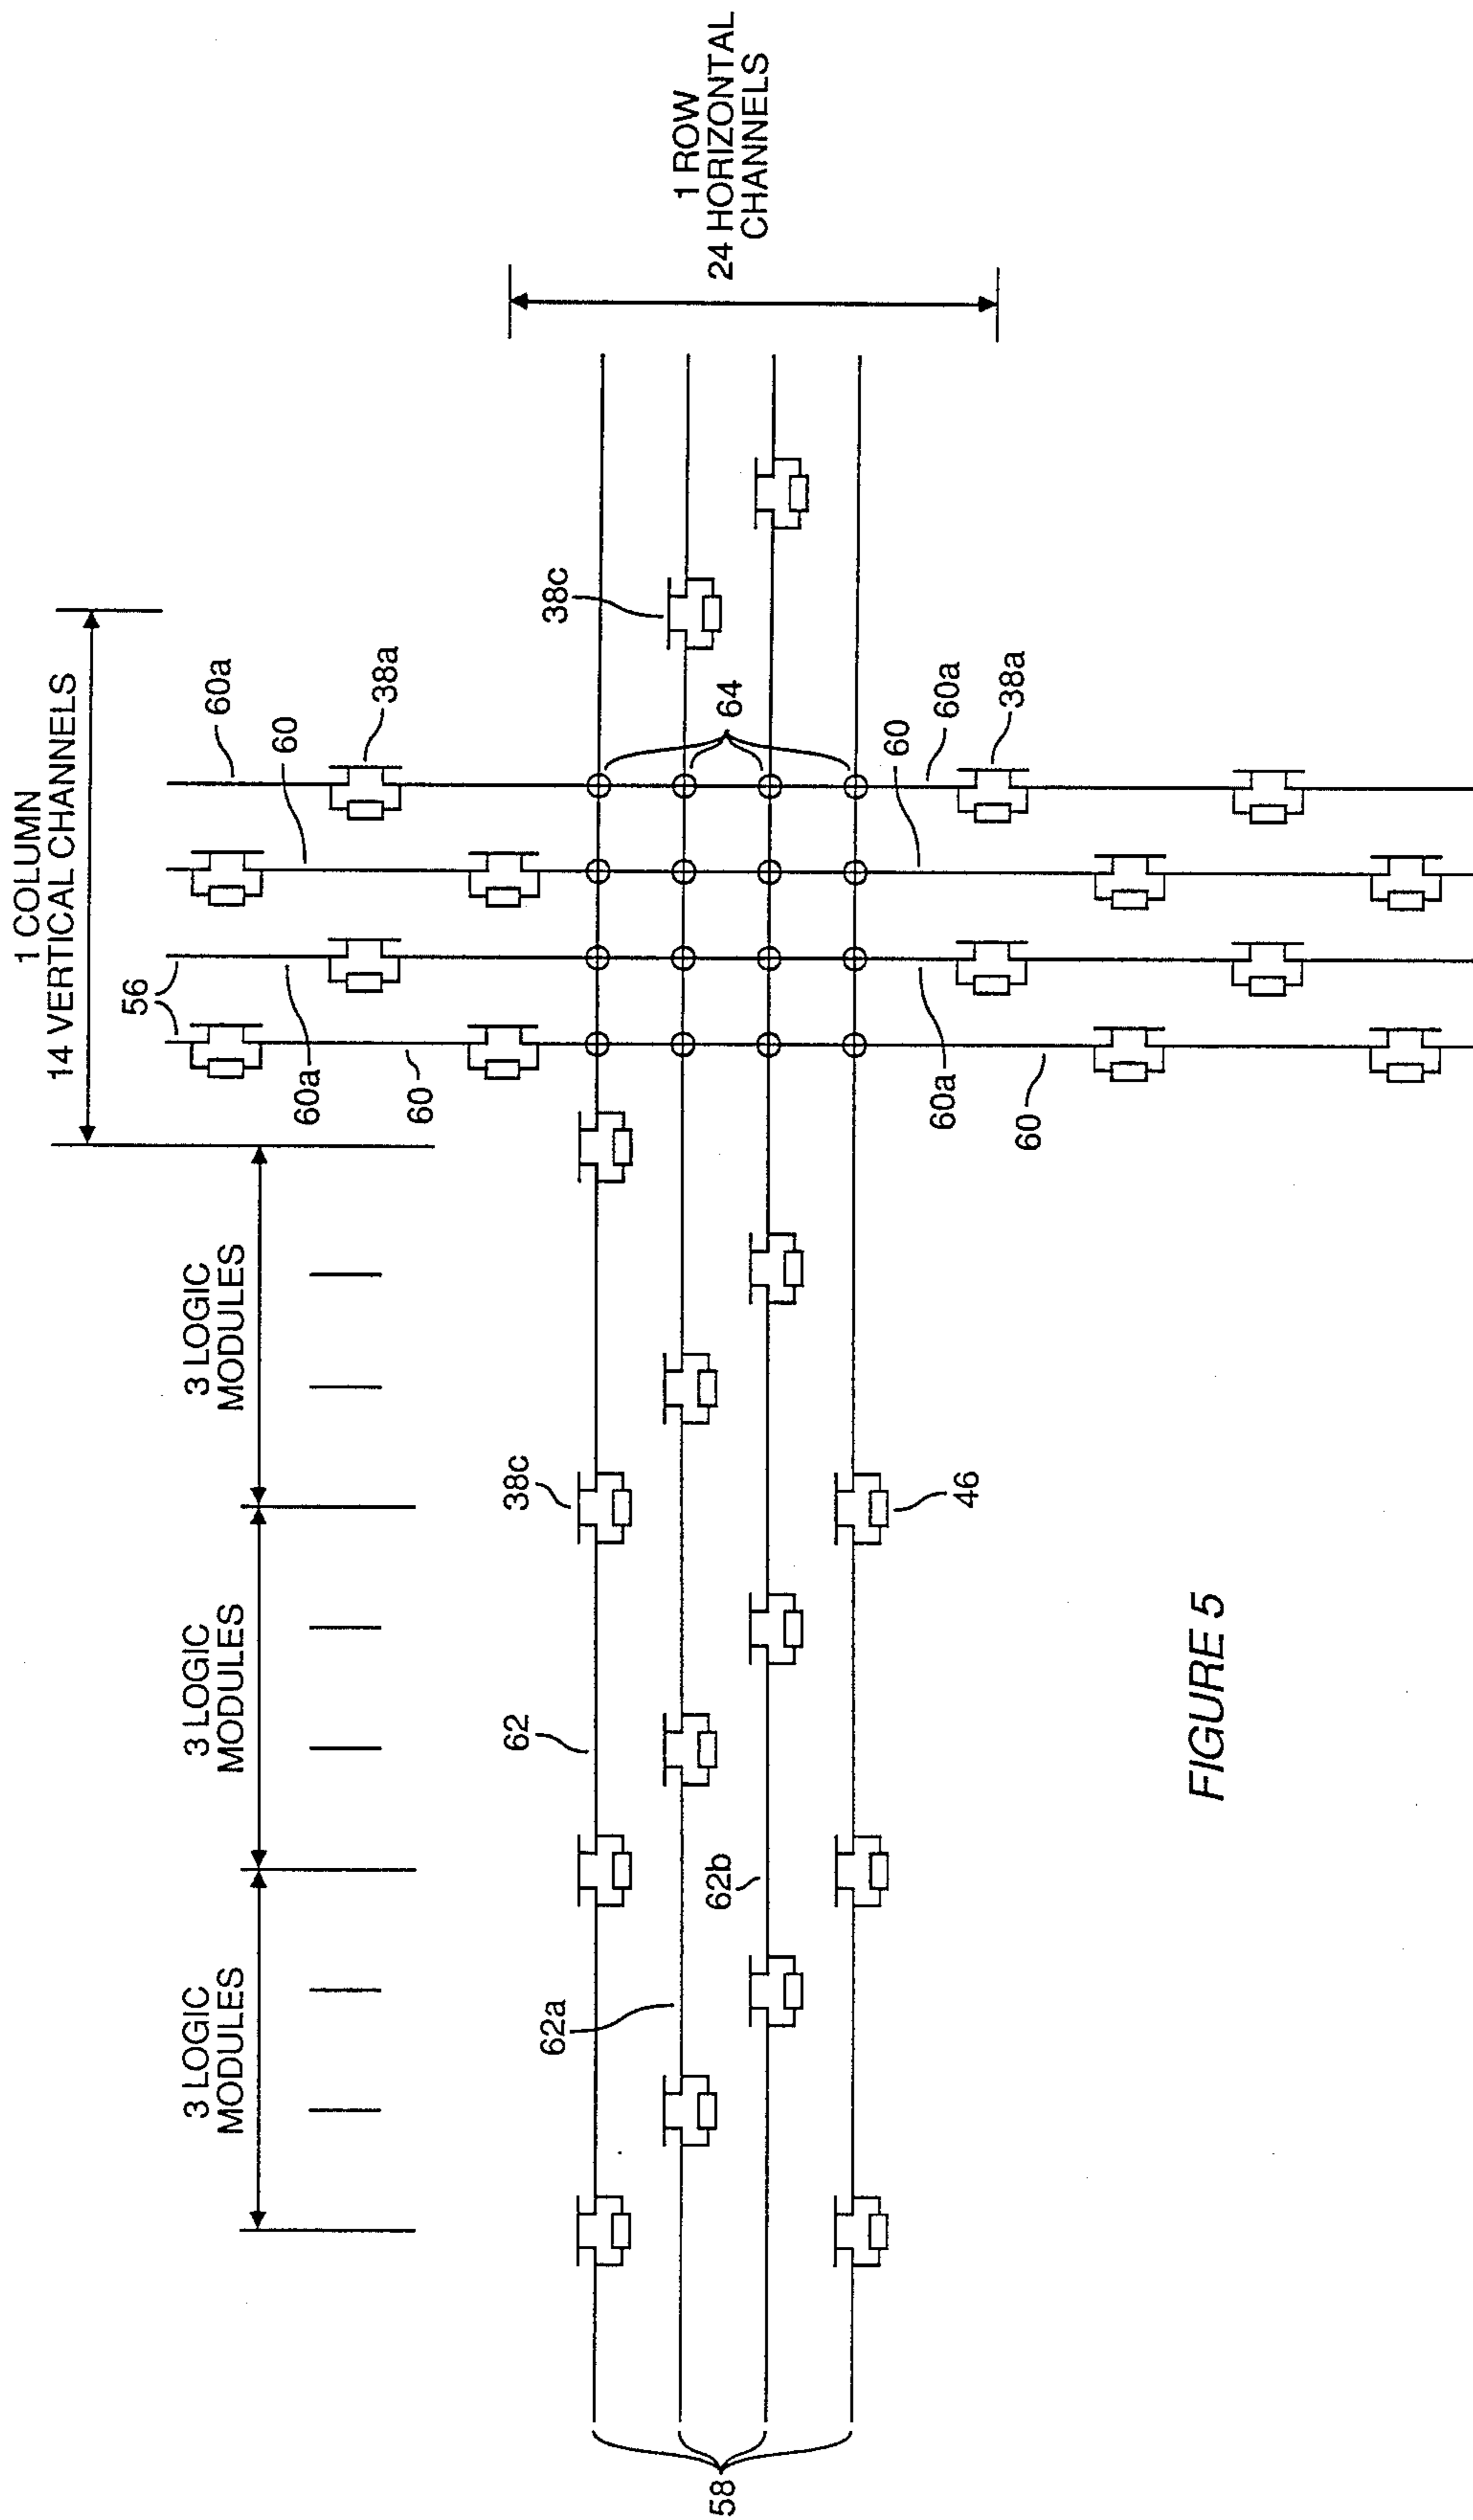 1 COLUMN
14 VERTICAL CHANNELS
3 LOGIC
MODULES
3 LOGIC
MODULES
3 LOGIC
MODULES
56
60a
60
60a
60
38a
1 ROW
24 HORIZONTAL
CHANNELS
62a
62
38c
38c
62b
64
58
46
60
60a
60
60a
38a
FIGURE 5